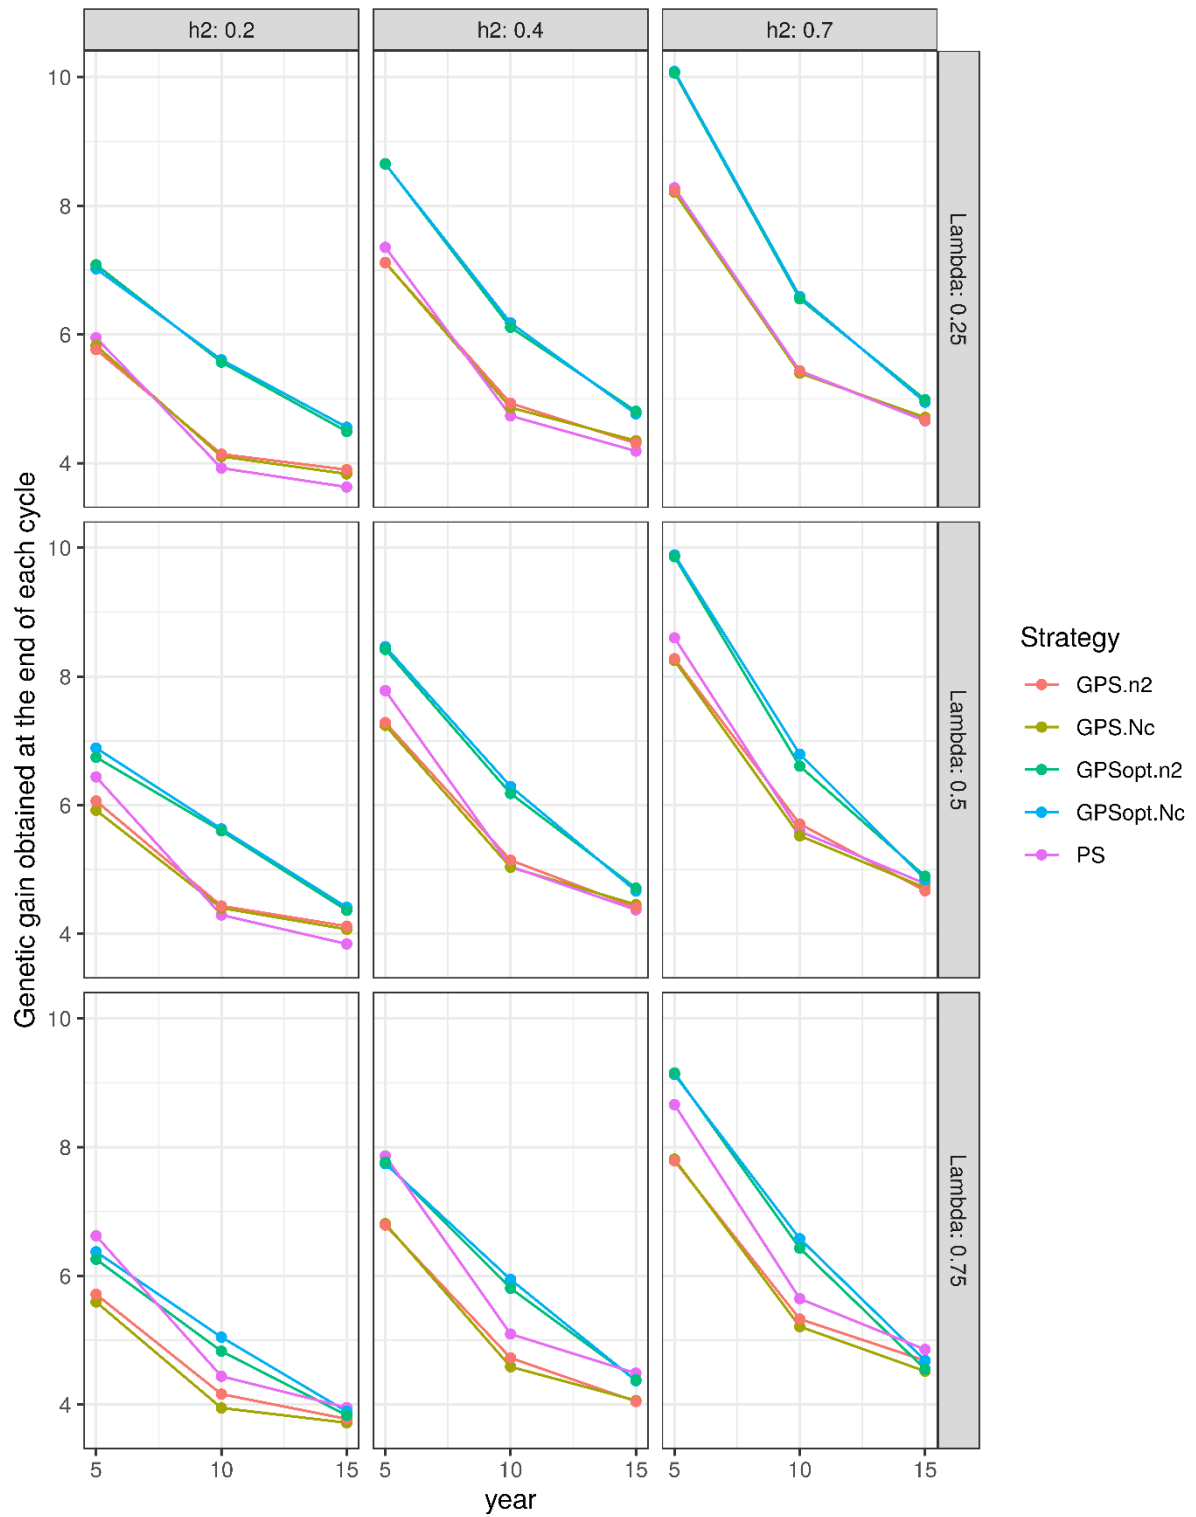 h2: 0.2
h2: 0.4
h2: 0.7
Genetic gain obtained at the end of each cycle
10
8
6
4
Lambda: 0.25
10
8
6
4
Lambda: 0.5
10
8
6
4
Lambda: 0.75
5
10
15
5
10
15
5
10
15
year
Strategy
GPS.n2
GPS.Nc
GPSopt.n2
GPSopt.Nc
PS